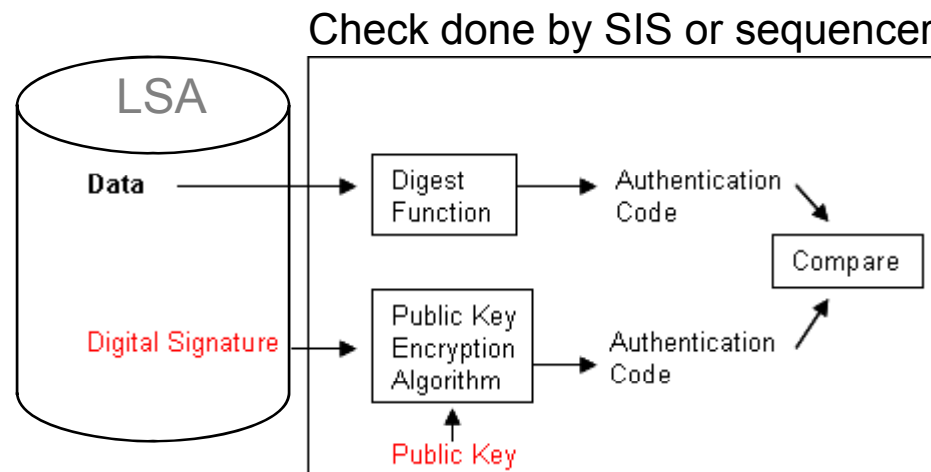 Check done by SIS or sequencer
LSA
Data
Digest
Function
Authentication
Code
Compare
Digital Signature
Public Key
Encryption
Algorithm
Authentication
Code
Public Key